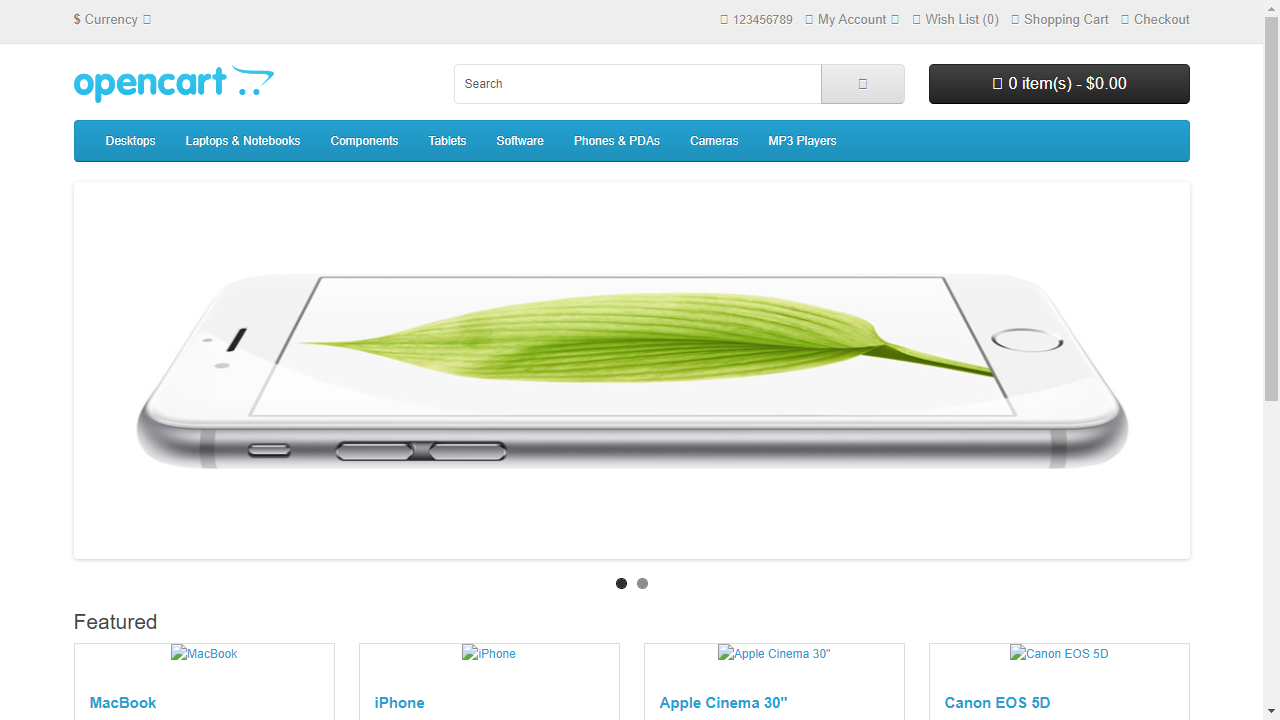 $ Currency
123456789 My Account Wish List (0) Shopping Cart Checkout
opencart
Search
0 item(s) - $0.00
Desktops Laptops & Notebooks Components Tablets Software Phones & PDAs Cameras MP3 Players
Featured
MacBook iPhone Apple Cinema 30" Canon EOS 5D
MacBook iPhone Apple Cinema 30" Canon EOS 5D